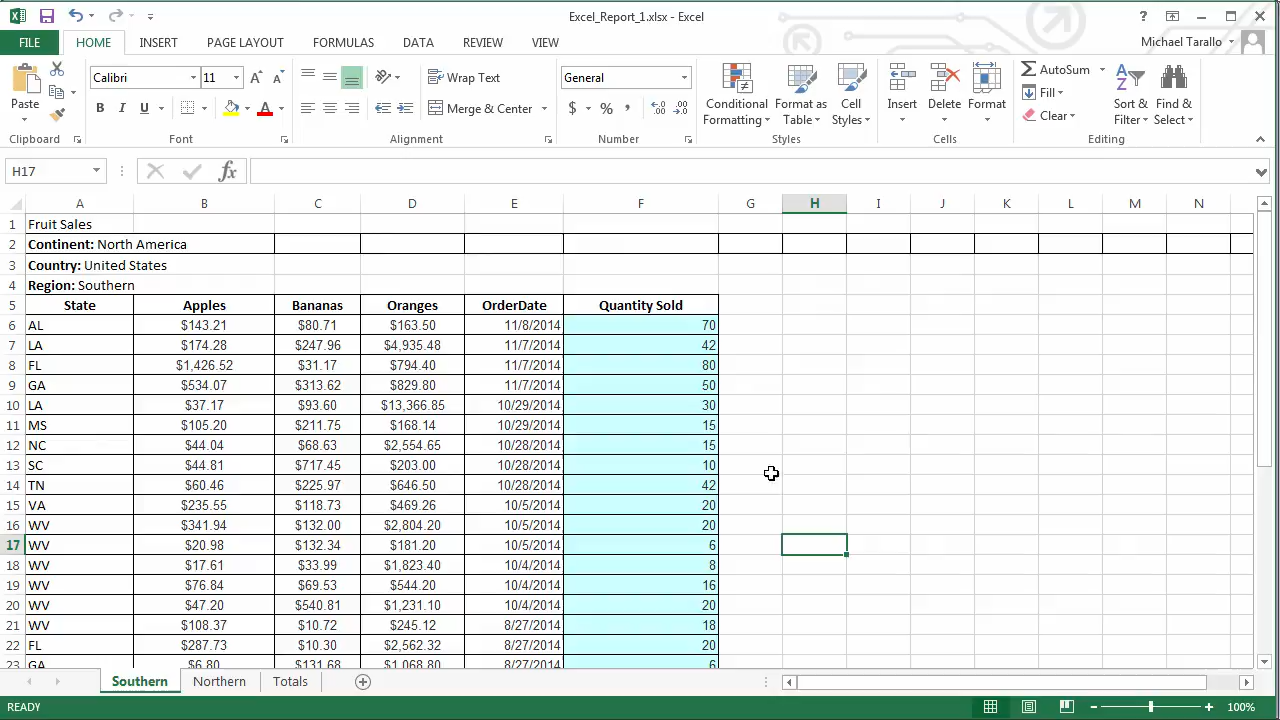 Excel_Report_1.xlsx - Excel
FILE HOME INSERT PAGE LAYOUT FORMULAS DATA REVIEW VIEW Michael Tarallo
Paste Calibri 11 Wrap Text General Conditional Formatting Format as Table Cell Styles Insert Delete Format AutoSum Sort & Filter Find & Select
B I U Merge & Center $ % , Fill
Clear
Clipboard Font Alignment Number Styles Cells Editing
H17 fx
A B C D E F G H I J K L M N
1 Fruit Sales
2 Continent: North America
3 Country: United States
4 Region: Southern
5 State Apples Bananas Oranges OrderDate Quantity Sold
6 AL $143.21 $80.71 $163.50 11/8/2014 70
7 LA $174.28 $247.96 $4,935.48 11/7/2014 42
8 FL $1,426.52 $31.17 $794.40 11/7/2014 80
9 GA $534.07 $313.62 $829.80 11/7/2014 50
10 LA $37.17 $93.60 $13,366.85 10/29/2014 30
11 MS $105.20 $211.75 $168.14 10/29/2014 15
12 NC $44.04 $68.63 $2,554.65 10/28/2014 15
13 SC $44.81 $717.45 $203.00 10/28/2014 10
14 TN $60.46 $225.97 $646.50 10/28/2014 42
15 VA $235.55 $118.73 $469.26 10/5/2014 20
16 WV $341.94 $132.00 $2,804.20 10/5/2014 20
17 WV $20.98 $132.34 $181.20 10/5/2014 6
18 WV $17.61 $33.99 $1,823.40 10/4/2014 8
19 WV $76.84 $69.53 $544.20 10/4/2014 16
20 WV $47.20 $540.81 $1,231.10 10/4/2014 20
21 WV $108.37 $10.72 $245.12 8/27/2014 18
22 FL $287.73 $10.30 $2,562.32 8/27/2014 20
23 GA $6.80 $131.68 $1,068.80 8/27/2014 6
Southern Northern Totals
READY 100%